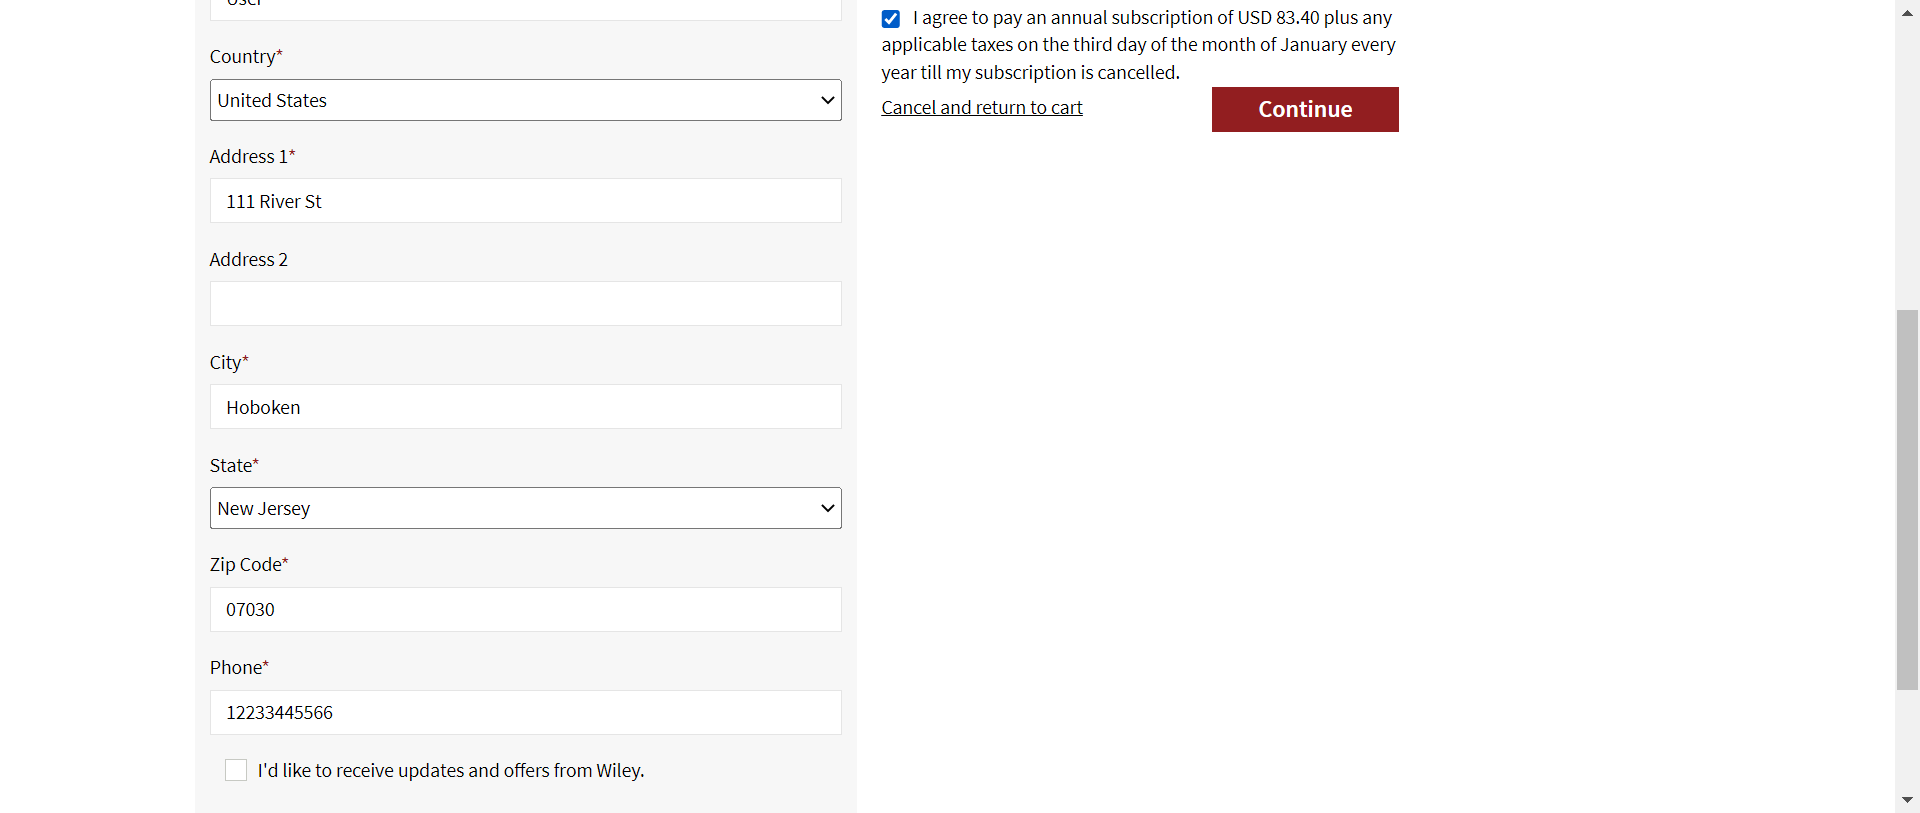 User
Country*
United States
Address 1*
111 River St
Address 2
City*
Hoboken
State*
New Jersey
Zip Code*
07030
Phone*
12233445566
I'd like to receive updates and offers from Wiley.
I agree to pay an annual subscription of USD 83.40 plus any
applicable taxes on the third day of the month of January every
year till my subscription is cancelled.
Cancel and return to cart
Continue